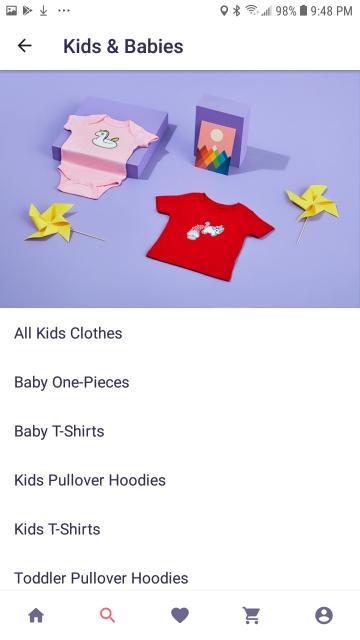 98% 9:48 PM
Kids & Babies
All Kids Clothes
Baby One-Pieces
Baby T-Shirts
Kids Pullover Hoodies
Kids T-Shirts
Toddler Pullover Hoodies